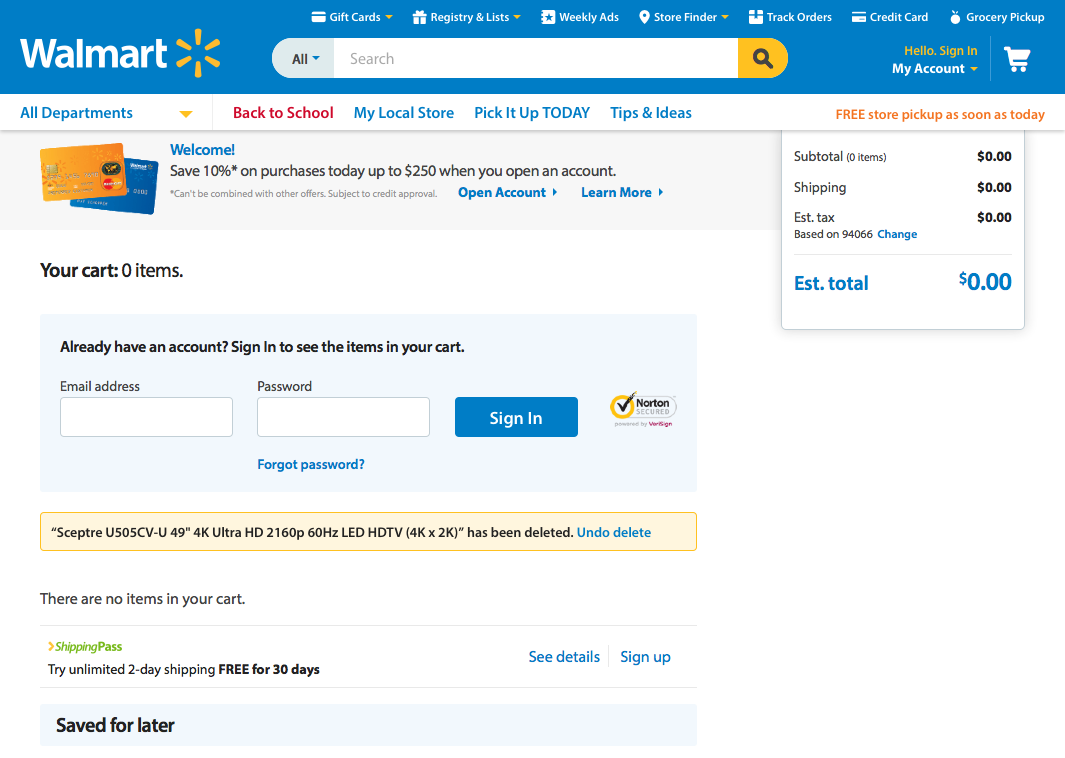 Gift Cards Registry & Lists Weekly Ads Store Finder Track Orders Credit Card Grocery Pickup
Walmart
All Search
Hello. Sign In
My Account
All Departments Back to School My Local Store Pick It Up TODAY Tips & Ideas FREE store pickup as soon as today
Welcome!
Save 10%* on purchases today up to $250 when you open an account.
*Can't be combined with other offers. Subject to credit approval. Open Account Learn More
Subtotal (0 items) $0.00
Shipping $0.00
Est. tax $0.00
Based on 94066 Change
Est. total $0.00
Your cart: 0 items.
Already have an account? Sign In to see the items in your cart.
Email address Password
Sign In
Norton
SECURED
powered by VeriSign
Forgot password?
“Sceptre U505CV-U 49" 4K Ultra HD 2160p 60Hz LED HDTV (4K x 2K)” has been deleted. Undo delete
There are no items in your cart.
ShippingPass
Try unlimited 2-day shipping FREE for 30 days
See details Sign up
Saved for later